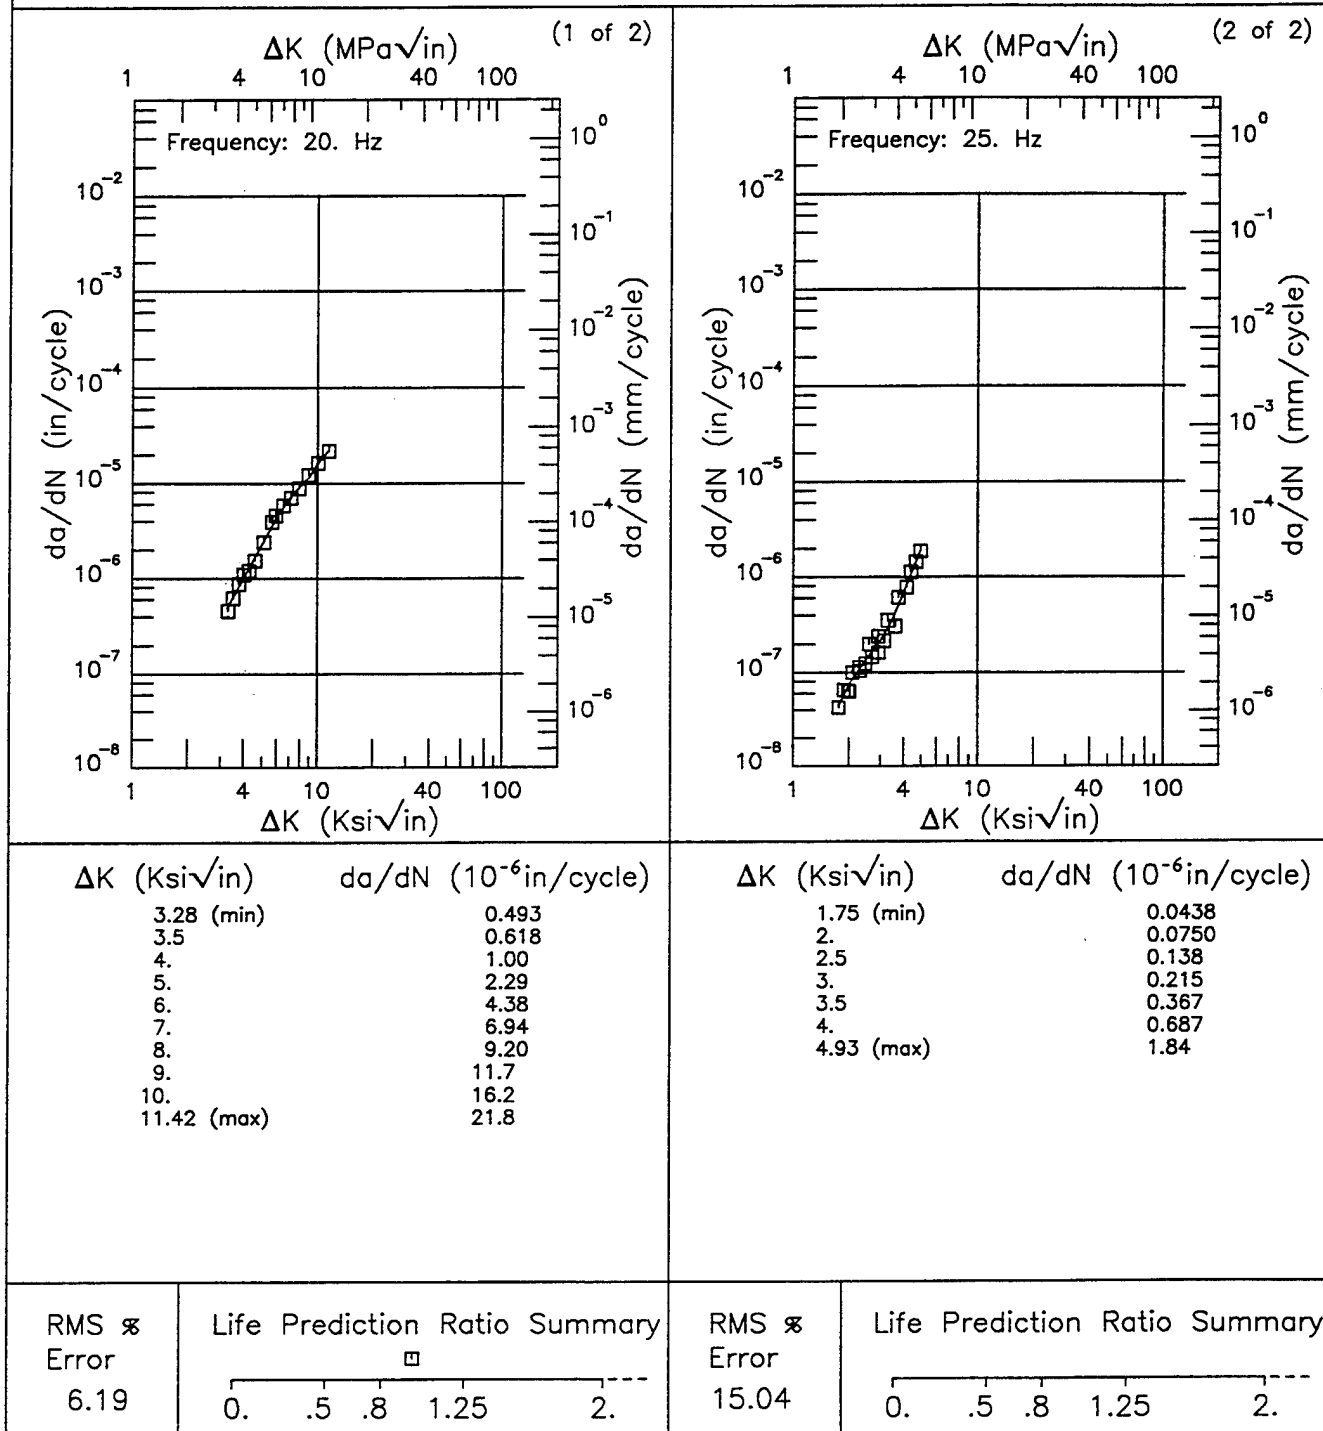 (1 of 2)
ΔK (MPa√in)
1 4 10 40 100
Frequency: 20. Hz
10⁰
10⁻²
10⁻¹
10⁻³
10⁻²
10⁻⁴
10⁻³
10⁻⁵
10⁻⁴
10⁻⁶
10⁻⁵
10⁻⁷
10⁻⁶
10⁻⁸
da/dN (in/cycle)
da/dN (mm/cycle)
1 4 10 40 100
ΔK (Ksi√in)
ΔK (Ksi√in) da/dN (10⁻⁶in/cycle)
3.28 (min) 0.493
3.5 0.618
4. 1.00
5. 2.29
6. 4.38
7. 6.94
8. 9.20
9. 11.7
10. 16.2
11.42 (max) 21.8
RMS %
Error
6.19
Life Prediction Ratio Summary
0. .5 .8 1.25 2.
(2 of 2)
ΔK (MPa√in)
1 4 10 40 100
Frequency: 25. Hz
10⁰
10⁻²
10⁻¹
10⁻³
10⁻²
10⁻⁴
10⁻³
10⁻⁵
10⁻⁴
10⁻⁶
10⁻⁵
10⁻⁷
10⁻⁶
10⁻⁸
da/dN (in/cycle)
da/dN (mm/cycle)
1 4 10 40 100
ΔK (Ksi√in)
ΔK (Ksi√in) da/dN (10⁻⁶in/cycle)
1.75 (min) 0.0438
2. 0.0750
2.5 0.138
3. 0.215
3.5 0.367
4. 0.687
4.93 (max) 1.84
RMS %
Error
15.04
Life Prediction Ratio Summary
0. .5 .8 1.25 2.